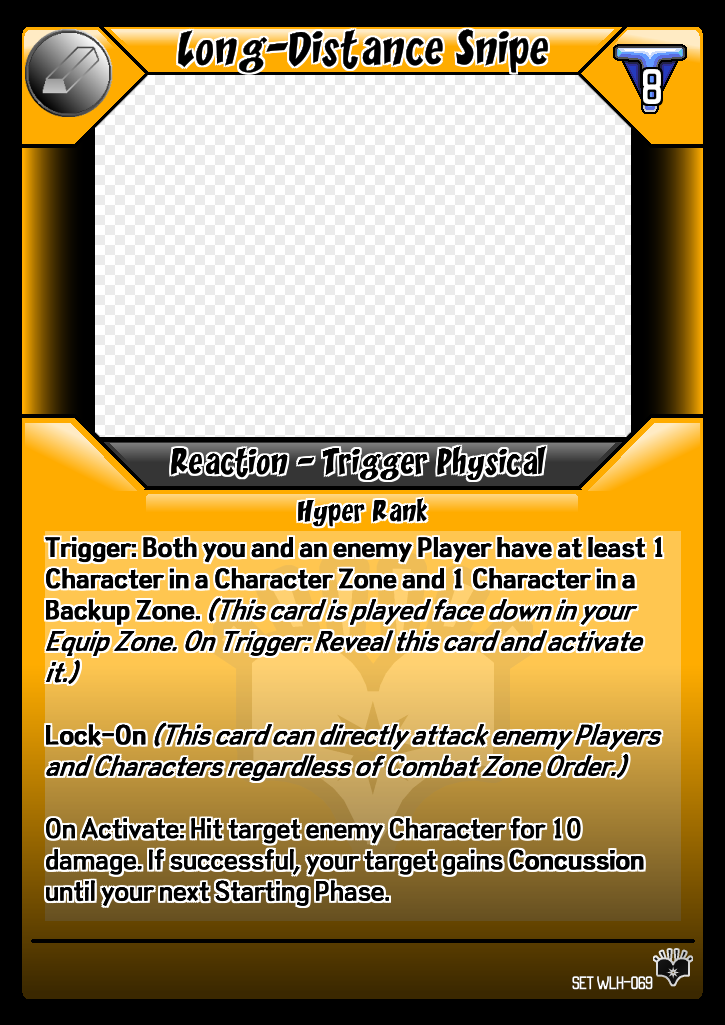 Long-Distance Snipe
8
Reaction - Trigger Physical
Hyper Rank
Trigger: Both you and an enemy Player have at least 1
Character in a Character Zone and 1 Character in a
Backup Zone. (This card is played face down in your
Equip Zone. On Trigger: Reveal this card and activate
it.)
Lock-On (This card can directly attack enemy Players
and Characters regardless of Combat Zone Order.)
On Activate: Hit target enemy Character for 10
damage. If successful, your target gains Concussion
until your next Starting Phase.
SET WLH-069